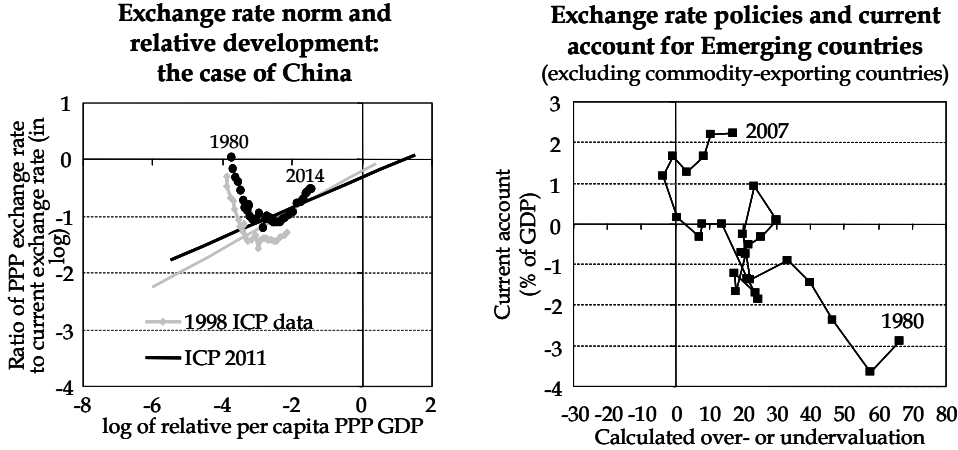 Exchange rate norm and
relative development:
the case of China
Ratio of PPP exchange rate
to current exchange rate (in
log)
1
0
-1
-2
-3
-4
1980
2014
1998 ICP data
ICP 2011
-8
-6
-4
-2
0
2
log of relative per capita PPP GDP
Exchange rate policies and current
account for Emerging countries
(excluding commodity-exporting countries)
Current account
(% of GDP)
3
2
1
0
-1
-2
-3
-4
2007
1980
-30 -20 -10 0 10 20 30 40 50 60 70 80
Calculated over- or undervaluation